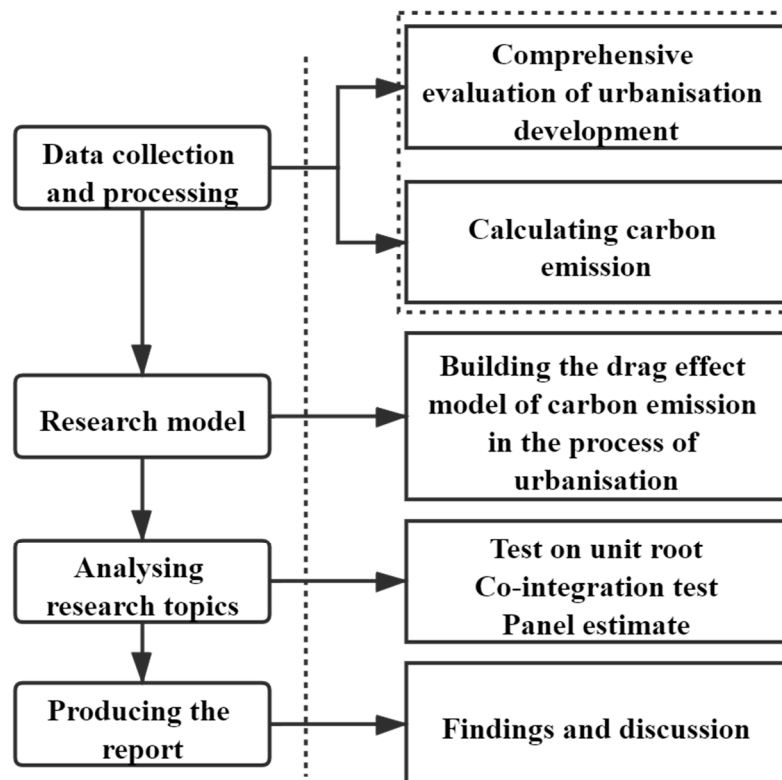 Comprehensive
evaluation of urbanisation
development
Data collection
and processing
Calculating carbon
emission
Building the drag effect
model of carbon emission
in the process of
urbanisation
Research model
Test on unit root
Co-integration test
Panel estimate
Analysing
research topics
Producing the
report
Findings and discussion